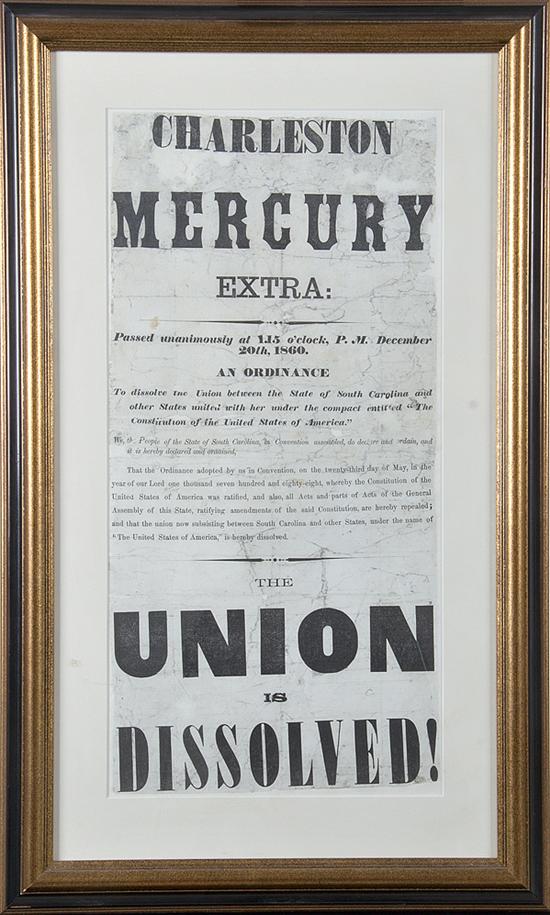 CHARLESTON
MERCURY
EXTRA:
Passed unanimously at 1.15 o'clock, P. M. December
20th, 1860.
AN ORDINANCE
To dissolve the Union between the State of South Carolina and
other States united with her under the compact entitled "The
Constitution of the United States of America."
We, the People of the State of South Carolina, in Convention assembled, do declare and ordain, and
it is hereby declared and ordained,
That the Ordinance adopted by us in Convention, on the twenty-third day of May, in the
year of our Lord one thousand seven hundred and eighty-eight, whereby the Constitution of the
United States of America was ratified, and also, all Acts and parts of Acts of the General
Assembly of this State, ratifying amendments of the said Constitution, are hereby repealed;
and that the union now subsisting between South Carolina and other States, under the name of
"The United States of America," is hereby dissolved.
THE
UNION
IS
DISSOLVED!